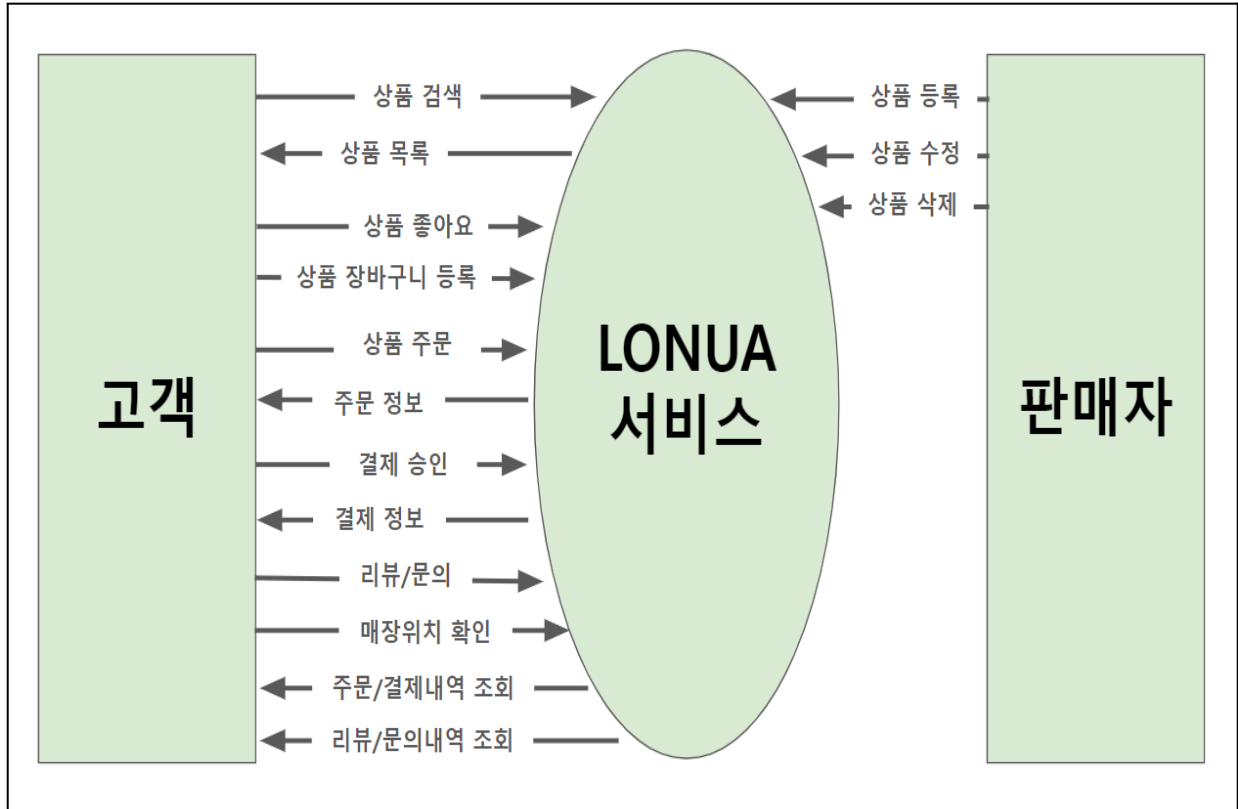 상품 검색
상품 등록
상품 목록
상품 수정
상품 삭제
상품 좋아요
상품 장바구니 등록
상품 주문
LONUA
서비스
고객
판매자
주문 정보
결제 승인
결제 정보
리뷰/문의
매장위치 확인
주문/결제내역 조회
리뷰/문의내역 조회